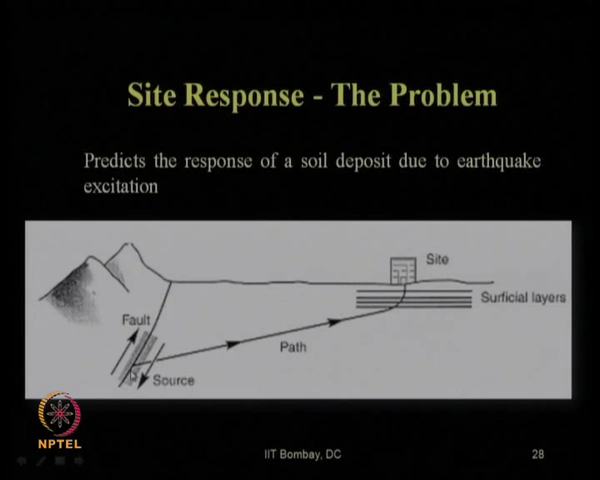 Site Response - The Problem
Predicts the response of a soil deposit due to earthquake
excitation
Site
Surficial layers
Fault
Path
Source
NPTEL
IIT Bombay, DC
28